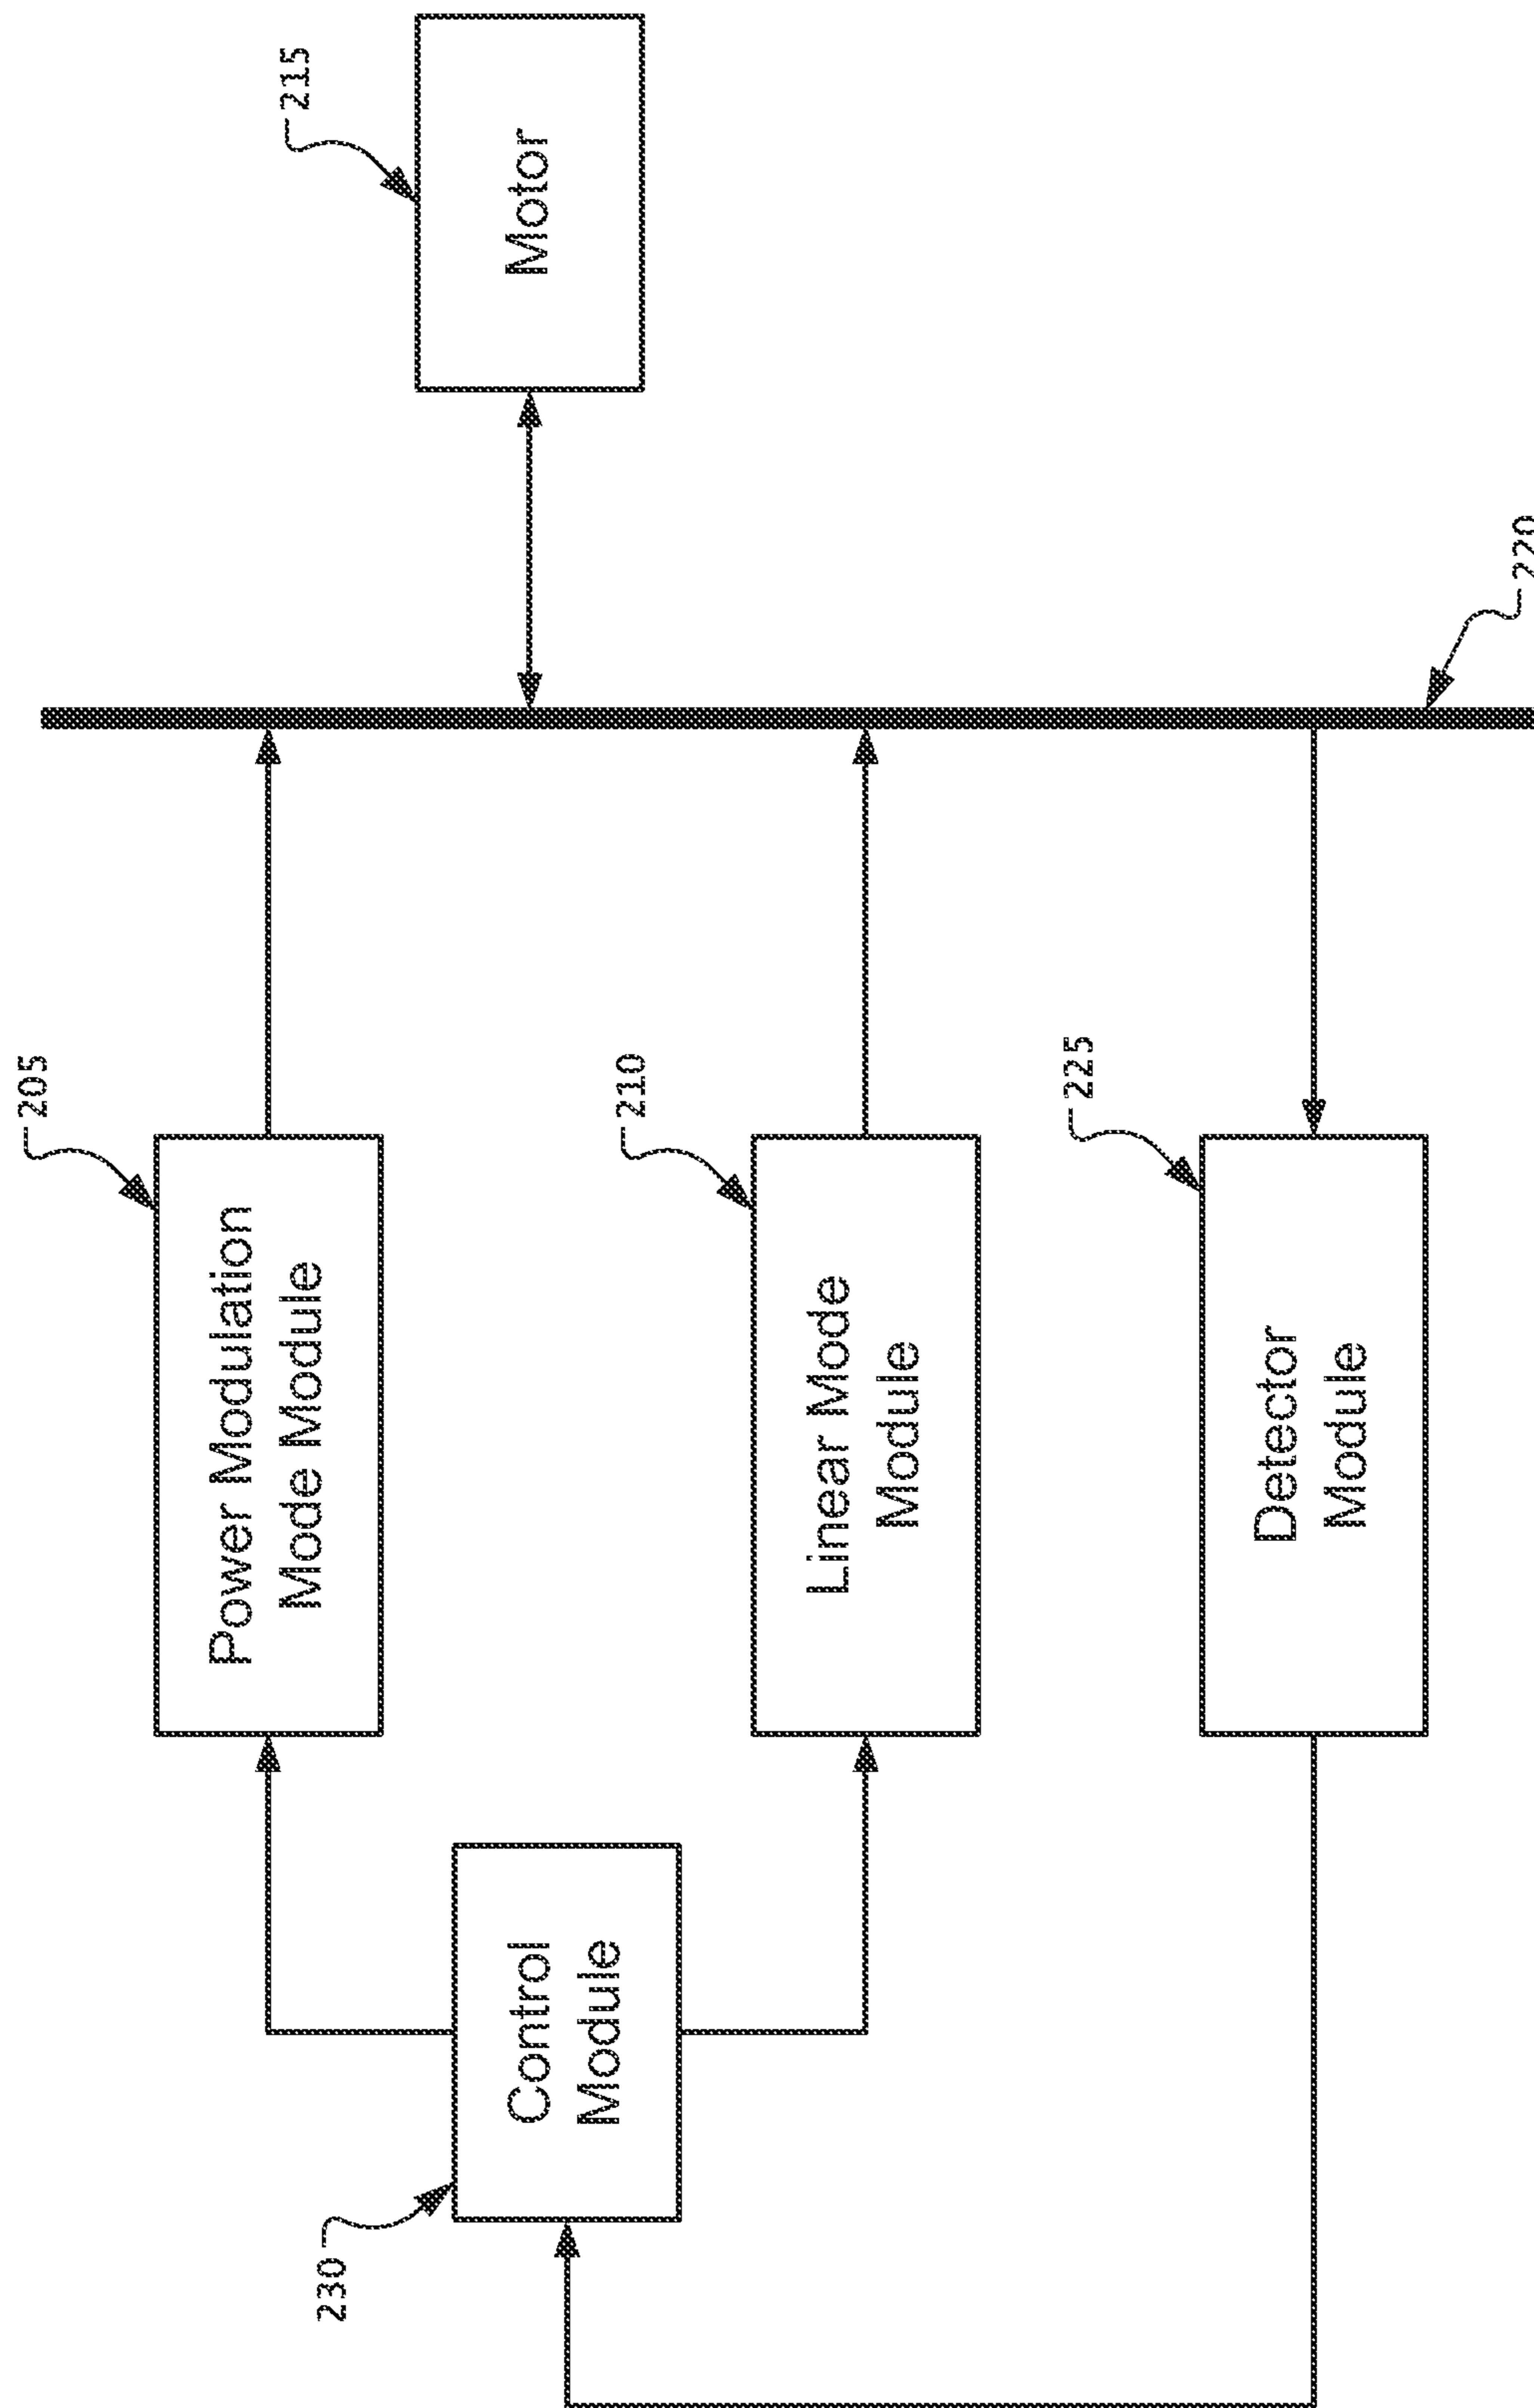 205
Power Modulation
Mode Module
215
Motor
230
Control
Module
210
Linear Mode
Module
225
Detector
Module
220